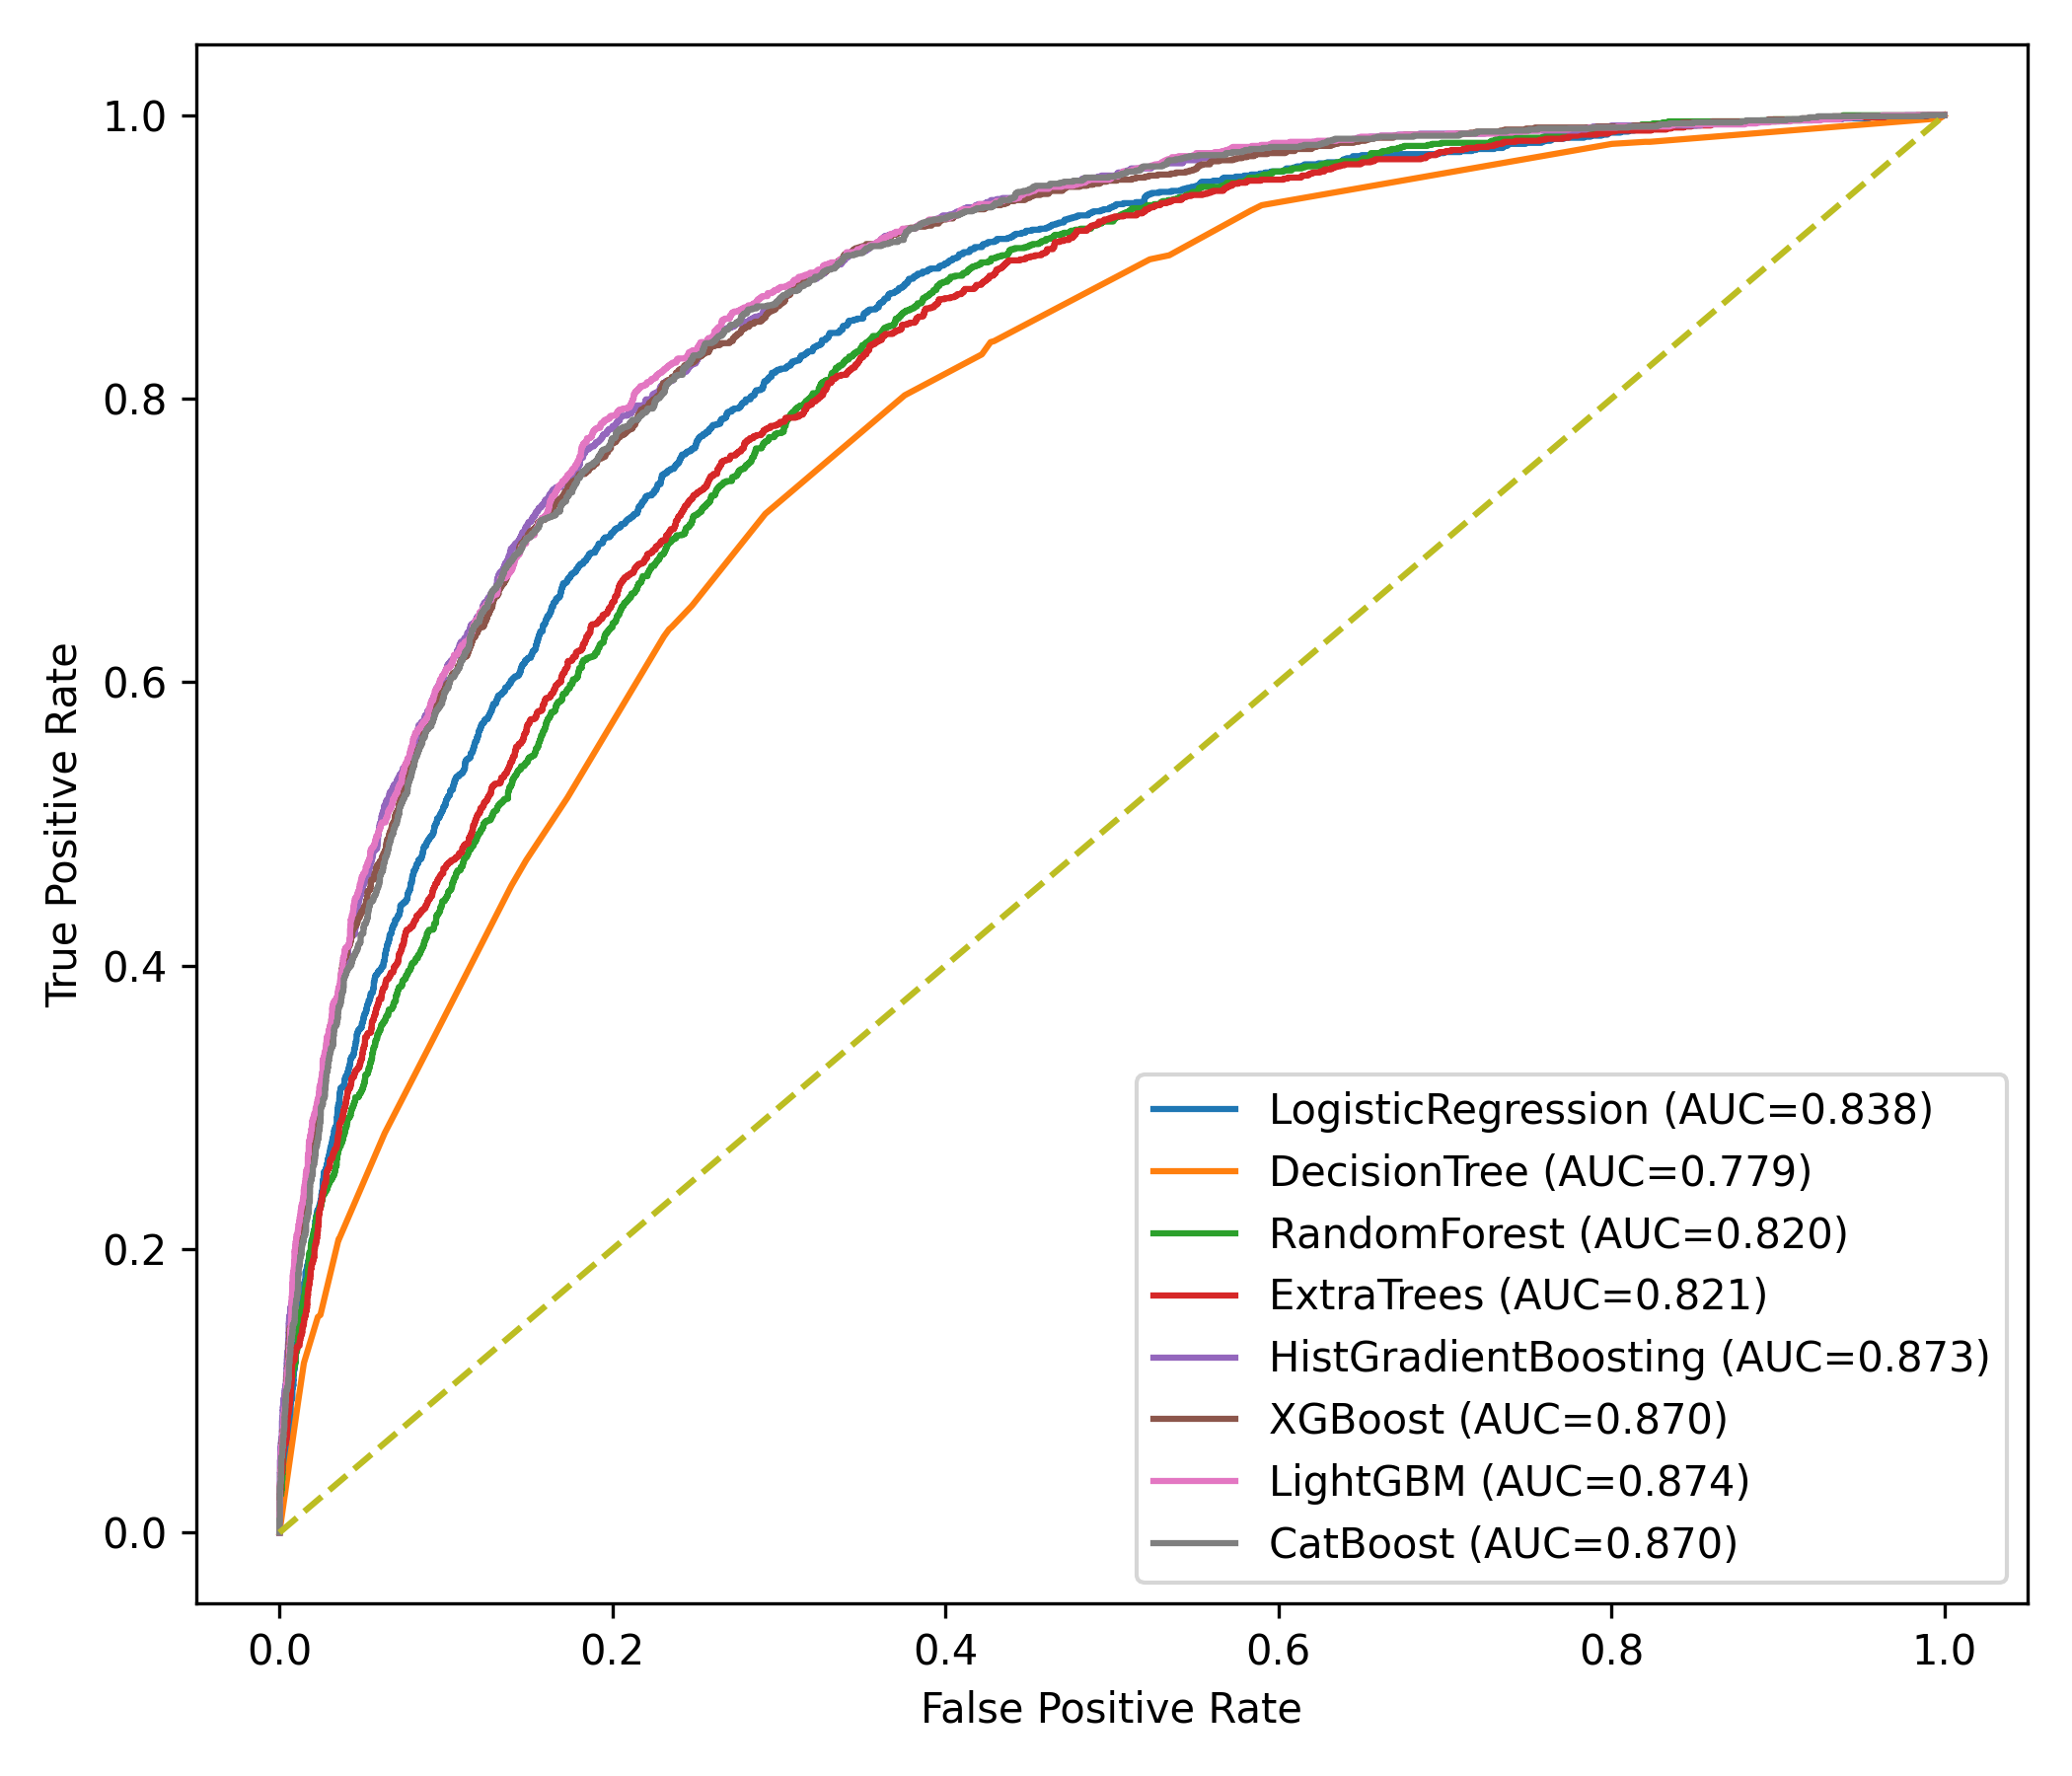 1.0
0.8
0.6
0.4
0.2
0.0
True Positive Rate
LogisticRegression (AUC=0.838)
DecisionTree (AUC=0.779)
RandomForest (AUC=0.820)
ExtraTrees (AUC=0.821)
HistGradientBoosting (AUC=0.873)
XGBoost (AUC=0.870)
LightGBM (AUC=0.874)
CatBoost (AUC=0.870)
0.0 0.2 0.4 0.6 0.8 1.0
False Positive Rate